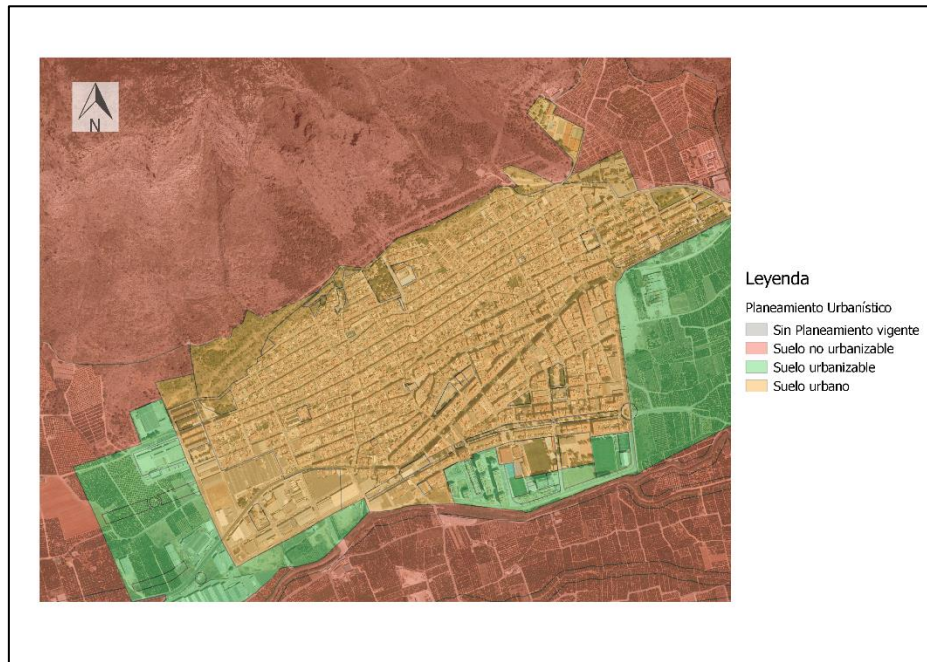 N
Leyenda
Planeamiento Urbanístico
Sin Planeamiento vigente
Suelo no urbanizable
Suelo urbanizable
Suelo urbano